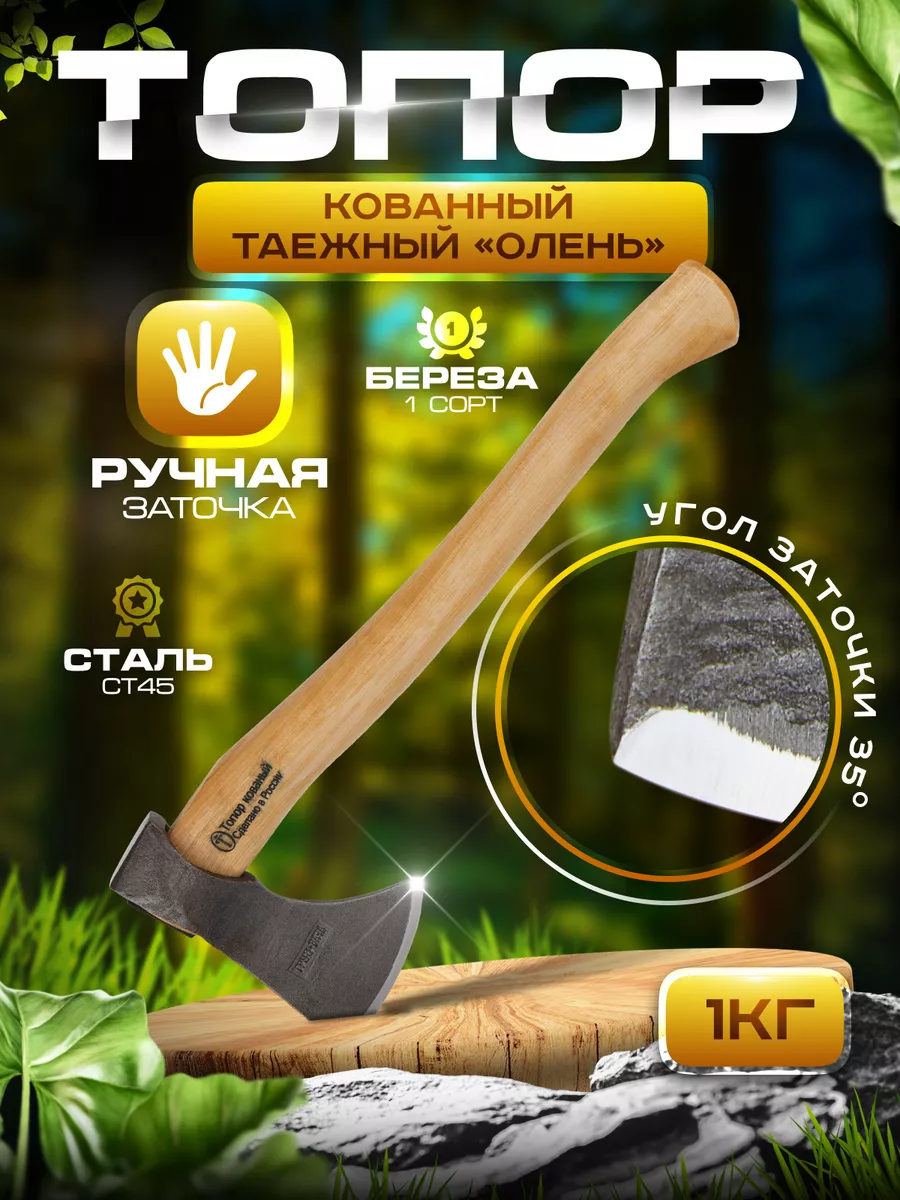 ТОПОР
КОВАННЫЙ
ТАЕЖНЫЙ «ОЛЕНЬ»
1
БЕРЕЗА
1 СОРТ
РУЧНАЯ
ЗАТОЧКА
УГОЛ ЗАТОЧКИ 35°
СТАЛЬ
СТ45
Топор кованый
Сделано в России
1КГ